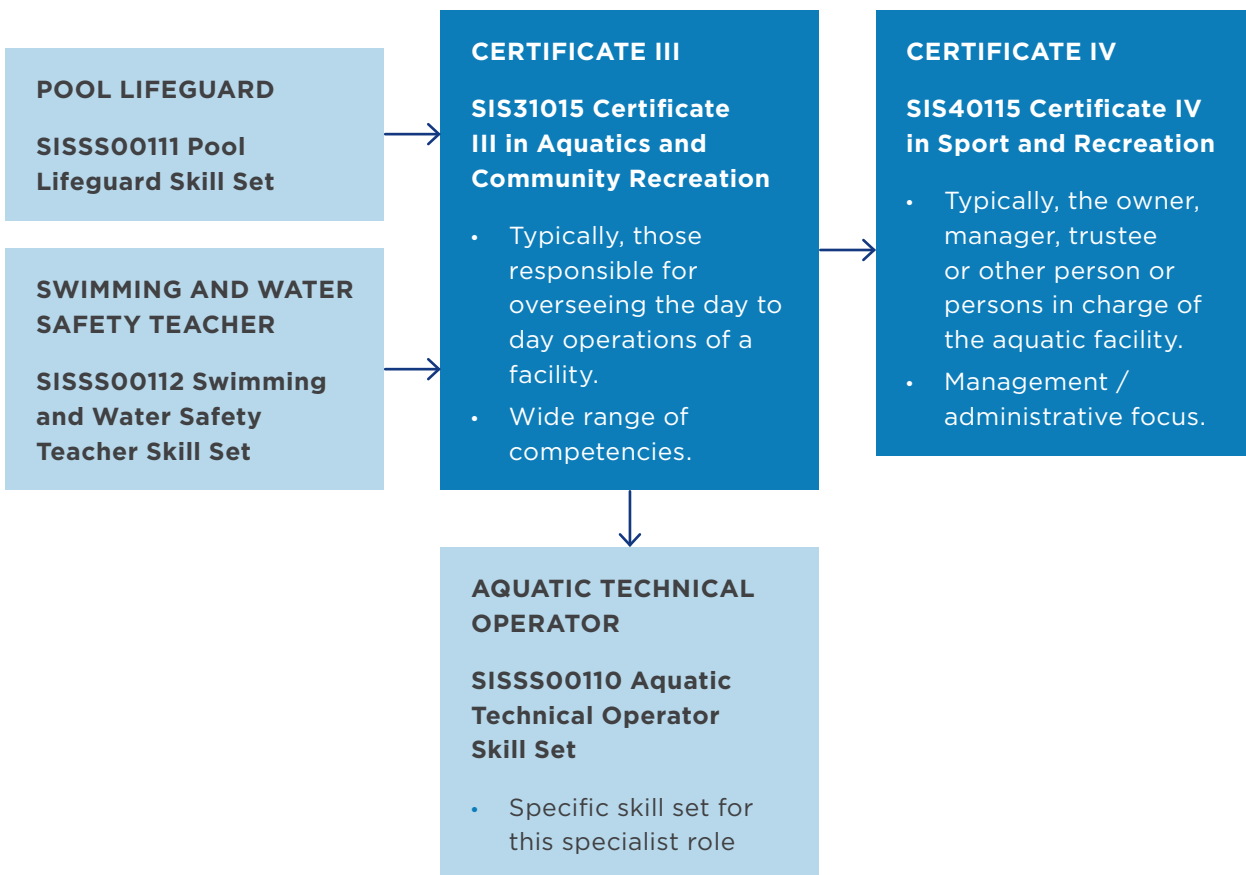 POOL LIFEGUARD
SISSS00111 Pool
Lifeguard Skill Set
SWIMMING AND WATER
SAFETY TEACHER
SISSS00112 Swimming
and Water Safety
Teacher Skill Set
CERTIFICATE III
SIS31015 Certificate
III in Aquatics and
Community Recreation
• Typically, those
responsible for
overseeing the day to
day operations of a
facility.
• Wide range of
competencies.
CERTIFICATE IV
SIS40115 Certificate IV
in Sport and Recreation
• Typically, the owner,
manager, trustee
or other person or
persons in charge of
the aquatic facility.
• Management /
administrative focus.
AQUATIC TECHNICAL
OPERATOR
SISSS00110 Aquatic
Technical Operator
Skill Set
• Specific skill set for
this specialist role